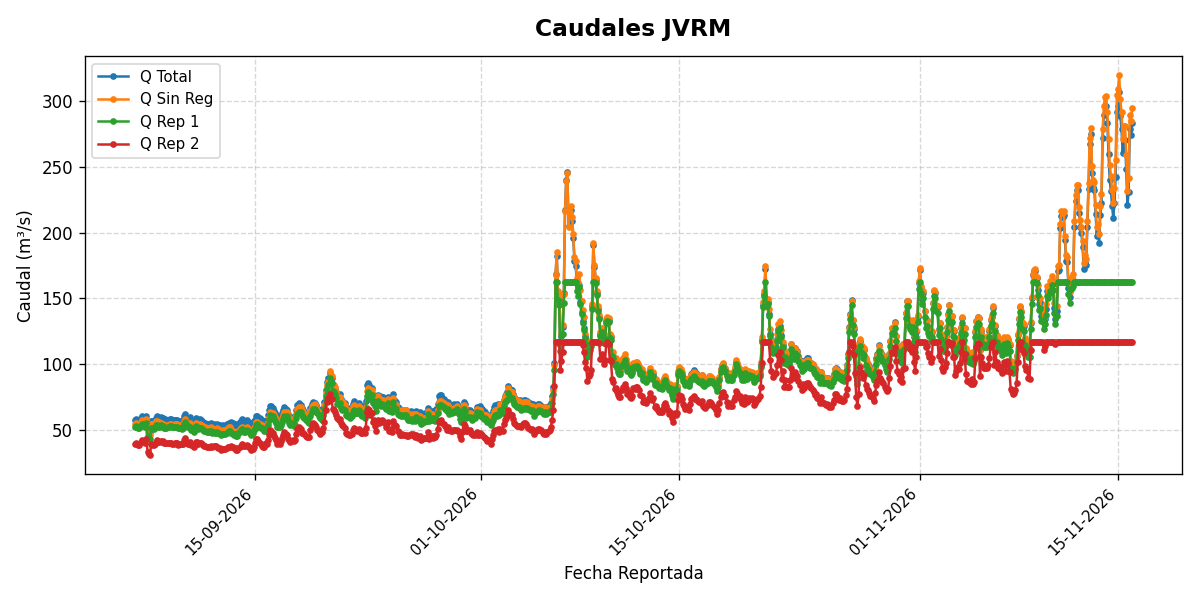 Caudales JVRM
Q Total
Q Sin Reg
Q Rep 1
Q Rep 2
Caudal (m³/s)
300
250
200
150
100
50
15-09-2026
01-10-2026
15-10-2026
01-11-2026
15-11-2026
Fecha Reportada